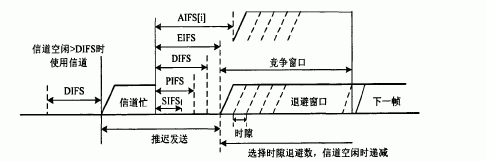 AIFS[i]
EIFS
信道空闲>DIFS时
使用信道
DIFS
竞争窗口
PIFS
DIFS
信道忙
SIFS
退避窗口
下一帧
时隙
推迟发送
选择时隙退避数，信道空闲时递减